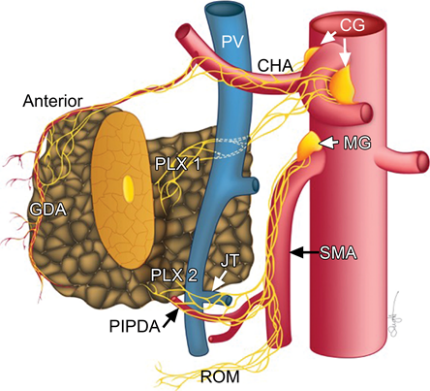 CG
PV
CHA
Anterior
MG
PLX 1
GDA
SMA
PLX 2
JT
PIPDA
ROM